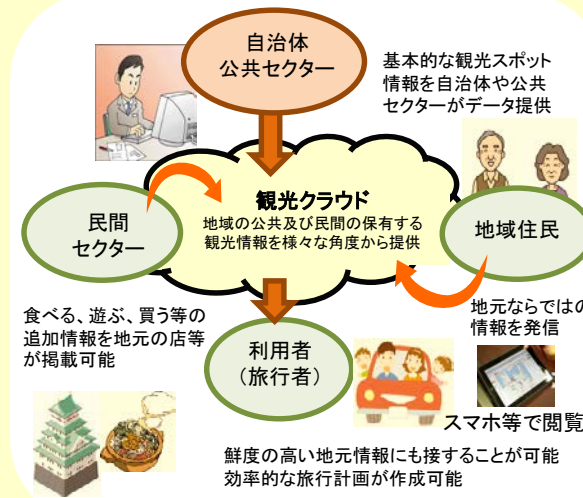 自治体
公共セクター
基本的な観光スポット
情報を自治体や公共
セクターがデータ提供
観光クラウド
地域の公共及び民間の保有する
観光情報を様々な角度から提供
民間
セクター
地域住民
食べる、遊ぶ、買う等の
追加情報を地元の店等
が掲載可能
地元ならではの
情報を発信
利用者
（旅行者）
スマホ等で閲覧
鮮度の高い地元情報にも接することが可能
効率的な旅行計画が作成可能